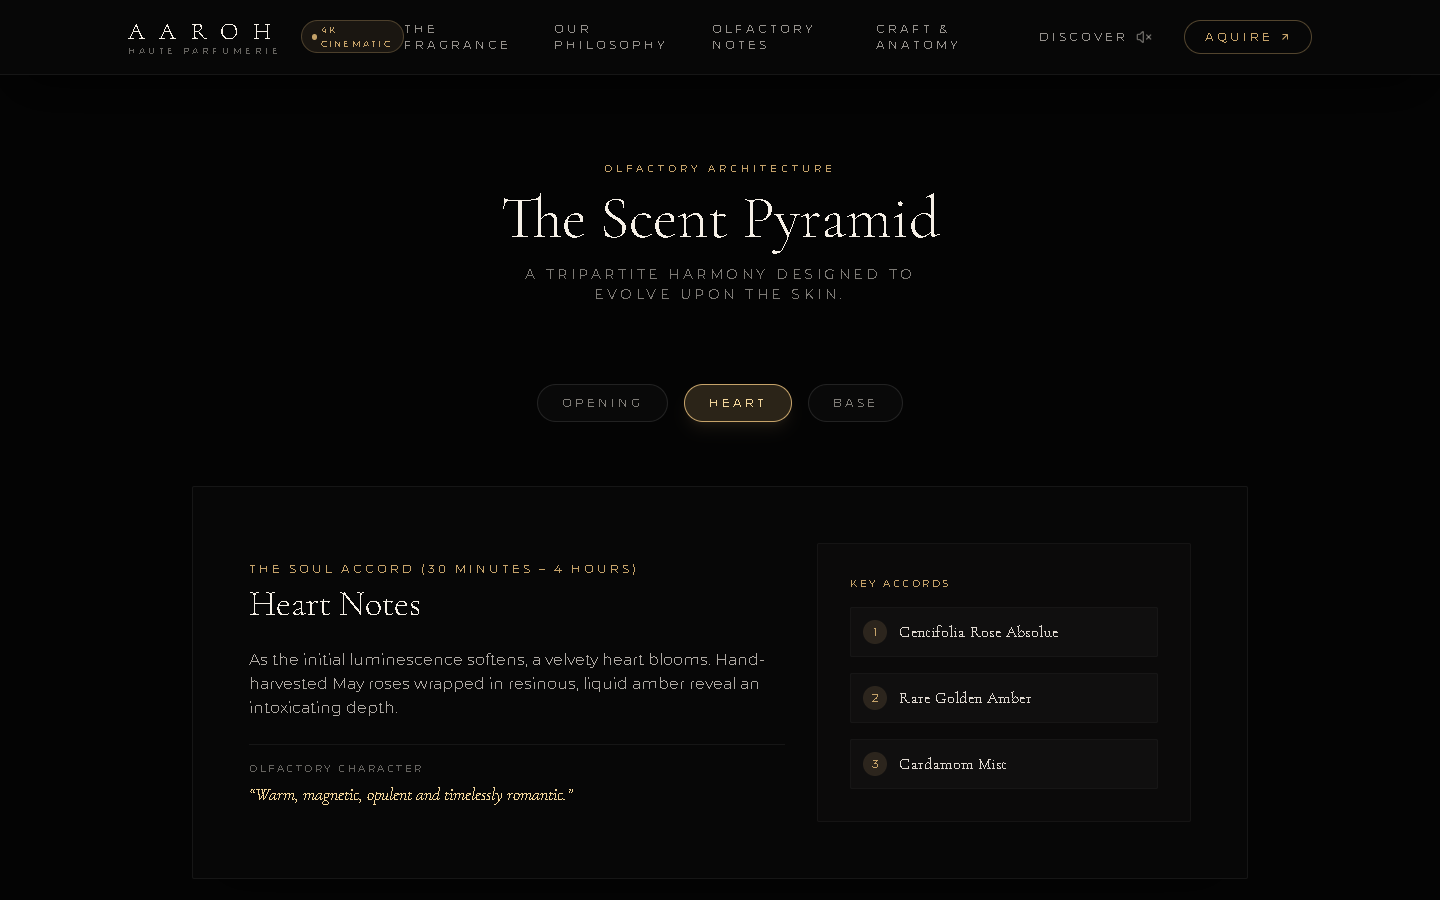 AAROH
HAUTE PARFUMERIE
4K
CINEMATIC
THE
FRAGRANCE
OUR
PHILOSOPHY
OLFACTORY
NOTES
CRAFT &
ANATOMY
DISCOVER
AQUIRE ↗
OLFACTORY ARCHITECTURE
The Scent Pyramid
A TRIPARTITE HARMONY DESIGNED TO
EVOLVE UPON THE SKIN.
OPENING
HEART
BASE
THE SOUL ACCORD (30 MINUTES – 4 HOURS)
Heart Notes
As the initial luminescence softens, a velvety heart blooms. Hand-
harvested May roses wrapped in resinous, liquid amber reveal an
intoxicating depth.
OLFACTORY CHARACTER
“Warm, magnetic, opulent and timelessly romantic.”
KEY ACCORDS
1 Centifolia Rose Absolue
2 Rare Golden Amber
3 Cardamom Mist